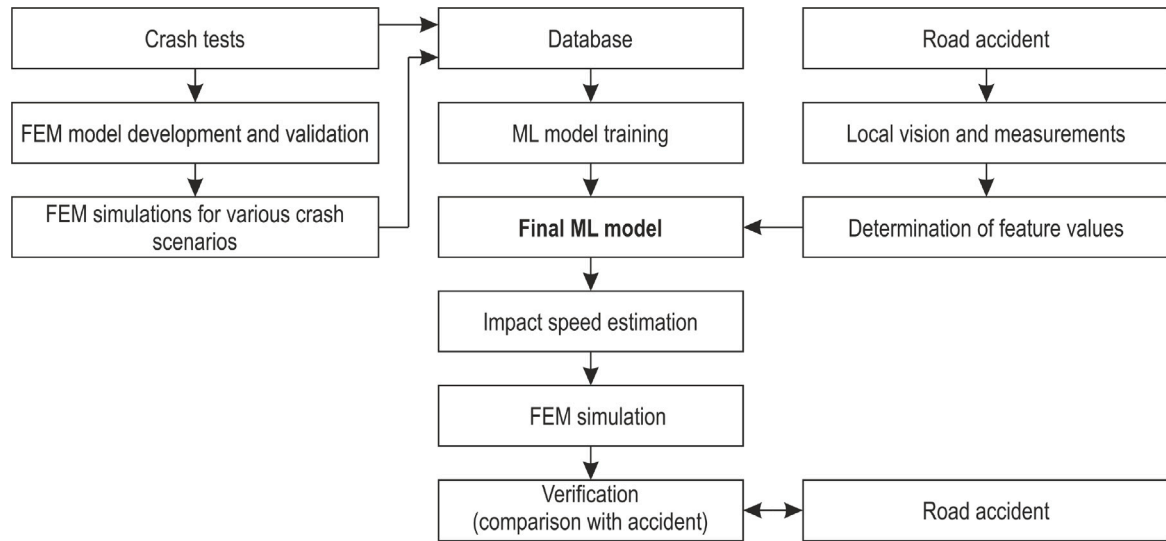 Crash tests
Database
Road accident
FEM model development and validation
ML model training
Local vision and measurements
FEM simulations for various crash
scenarios
Final ML model
Determination of feature values
Impact speed estimation
FEM simulation
Verification
(comparison with accident)
Road accident